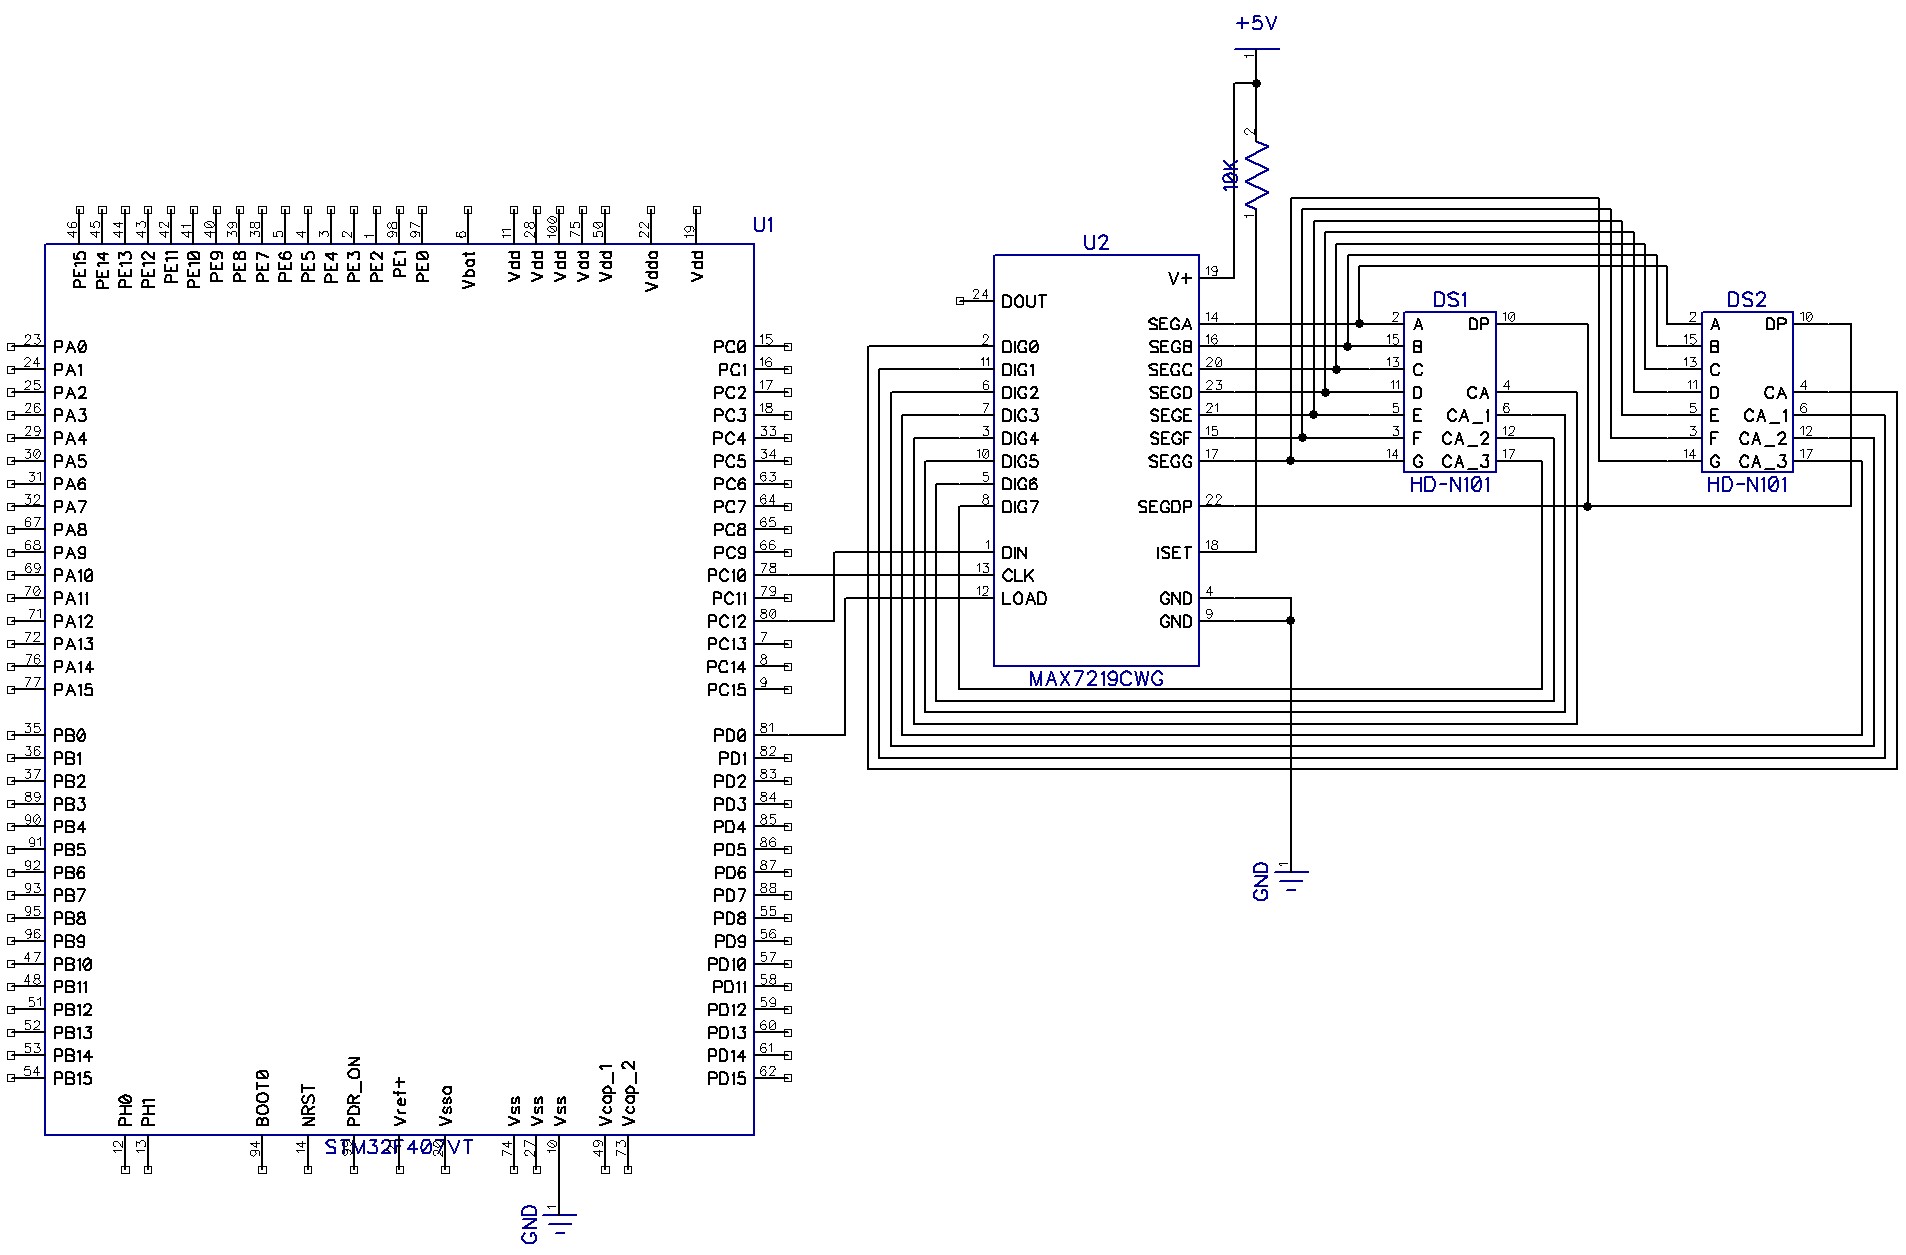 +5V
1
2
10K
1
U1
46 45 44 43 42 41 40 39 38 5 4 3 2 1 98 97 6 11 28 100 75 50 22 19
PE15 PE14 PE13 PE12 PE11 PE10 PE9 PE8 PE7 PE6 PE5 PE4 PE3 PE2 PE1 PE0 Vbat Vdd Vdd Vdd Vdd Vdd Vdda Vdd
23 PA0
24 PA1
25 PA2
26 PA3
29 PA4
30 PA5
31 PA6
32 PA7
67 PA8
68 PA9
69 PA10
70 PA11
71 PA12
72 PA13
76 PA14
77 PA15
35 PB0
36 PB1
37 PB2
89 PB3
90 PB4
91 PB5
92 PB6
93 PB7
95 PB8
96 PB9
47 PB10
48 PB11
51 PB12
52 PB13
53 PB14
54 PB15
PC0 15
PC1 16
PC2 17
PC3 18
PC4 33
PC5 34
PC6 63
PC7 64
PC8 65
PC9 66
PC10 78
PC11 79
PC12 80
PC13 7
PC14 8
PC15 9
PD0 81
PD1 82
PD2 83
PD3 84
PD4 85
PD5 86
PD6 87
PD7 88
PD8 55
PD9 56
PD10 57
PD11 58
PD12 59
PD13 60
PD14 61
PD15 62
PH0 PH1 BOOT0 NRST PDR_ON Vref+ Vssa Vss Vss Vss Vcap_1 Vcap_2
12 13 94 14 74 27 10 49 73
STM32F407VT
1
GND
U2
24 DOUT
2 DIG0
11 DIG1
6 DIG2
7 DIG3
3 DIG4
10 DIG5
5 DIG6
8 DIG7
1 DIN
13 CLK
12 LOAD
V+ 19
SEGA 14
SEGB 16
SEGC 20
SEGD 23
SEGE 21
SEGF 15
SEGG 17
SEGDP 22
ISET 18
GND 4
GND 9
MAX7219CWG
1
GND
DS1
2 A DP 10
15 B
13 C
11 D CA 4
5 E CA_1 6
3 F CA_2 12
14 G CA_3 17
HD-N101
DS2
2 A DP 10
15 B
13 C
11 D CA 4
5 E CA_1 6
3 F CA_2 12
14 G CA_3 17
HD-N101